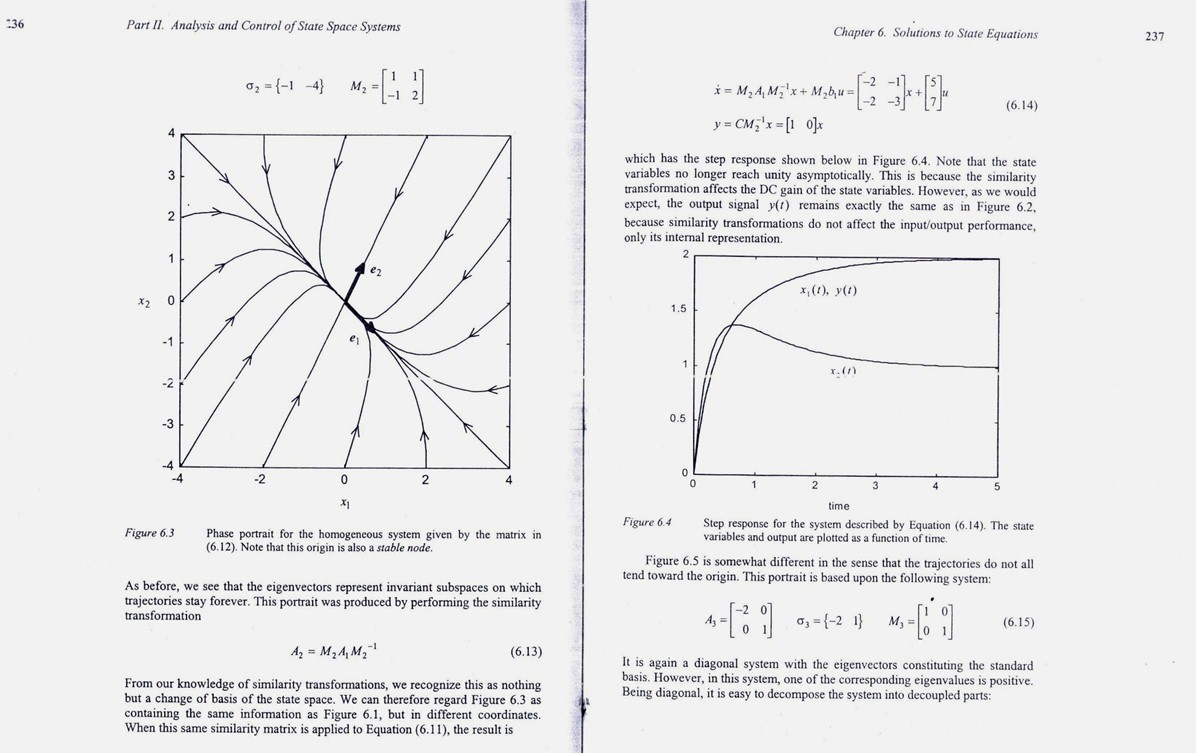 236
Part II. Analysis and Control of State Space Systems
σ₂ = {−1 −4} M₂ = [1 1; −1 2]
4
3
2
1
x₂ 0
-1
-2
-3
-4
e₂
e₁
-4 -2 0 2 4
x₁
Figure 6.3 Phase portrait for the homogeneous system given by the matrix in
(6.12). Note that this origin is also a stable node.
As before, we see that the eigenvectors represent invariant subspaces on which
trajectories stay forever. This portrait was produced by performing the similarity
transformation
A₂ = M₂A₁M₂⁻¹ (6.13)
From our knowledge of similarity transformations, we recognize this as nothing
but a change of basis of the state space. We can therefore regard Figure 6.3 as
containing the same information as Figure 6.1, but in different coordinates.
When this same similarity matrix is applied to Equation (6.11), the result is
Chapter 6. Solutions to State Equations
237
ẋ = M₂A₁M₂⁻¹x + M₂b₁u = [−2 −1; −2 −3]x + [5; 7]u
(6.14)
y = CM₂⁻¹x = [1 0]x
which has the step response shown below in Figure 6.4. Note that the state
variables no longer reach unity asymptotically. This is because the similarity
transformation affects the DC gain of the state variables. However, as we would
expect, the output signal y(t) remains exactly the same as in Figure 6.2,
because similarity transformations do not affect the input/output performance,
only its internal representation.
2
1.5
1
0.5
0
x₁(t), y(t)
x₂(t)
0 1 2 3 4 5
time
Figure 6.4 Step response for the system described by Equation (6.14). The state
variables and output are plotted as a function of time.
Figure 6.5 is somewhat different in the sense that the trajectories do not all
tend toward the origin. This portrait is based upon the following system:
A₃ = [−2 0; 0 1] σ₃ = {−2 1} M₃ = [1 0; 0 1] (6.15)
It is again a diagonal system with the eigenvectors constituting the standard
basis. However, in this system, one of the corresponding eigenvalues is positive.
Being diagonal, it is easy to decompose the system into decoupled parts: